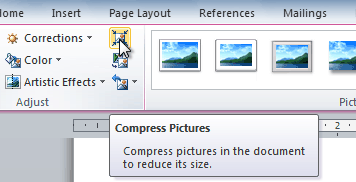 Home Insert Page Layout References Mailings
Corrections
Color
Artistic Effects
Adjust
Compress Pictures
Compress pictures in the document
to reduce its size.
2